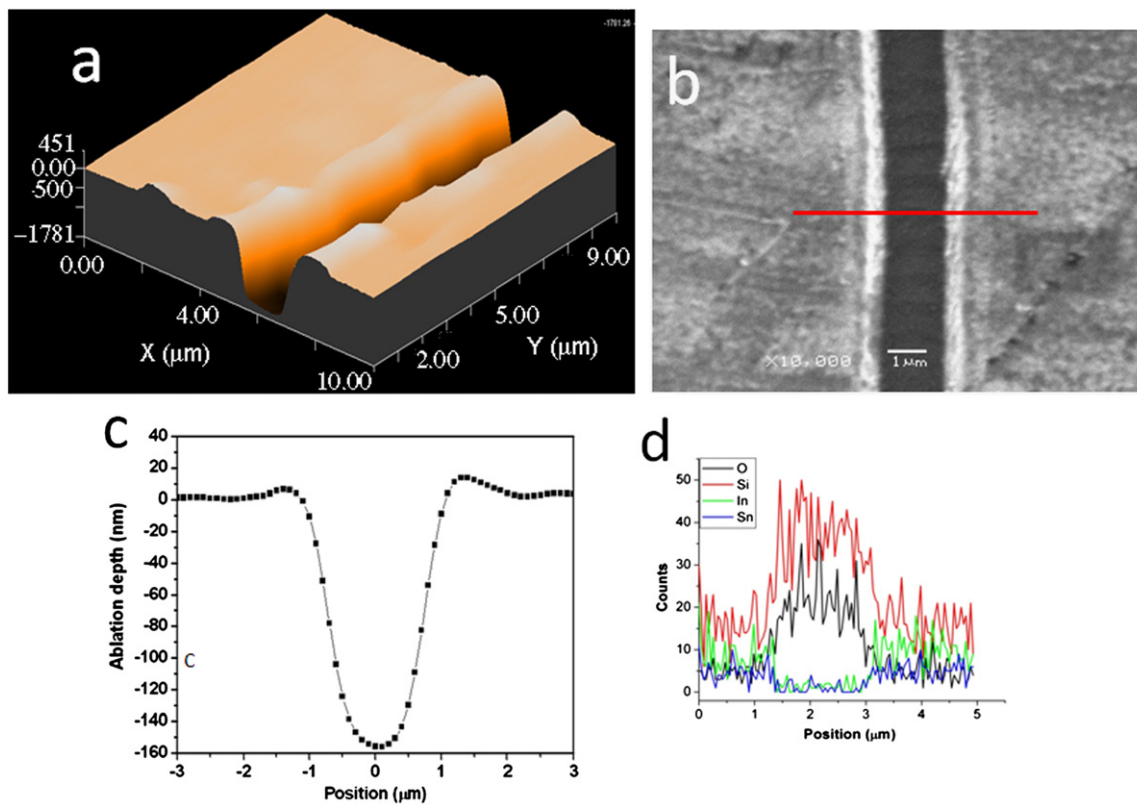 a
-1781.26
451
0.00
-500
-1781
0.00
4.00
10.00
X (μm)
2.00
5.00
9.00
Y (μm)
b
X10,000
1μm
c
40
20
0
-20
-40
-60
-80
-100
-120
-140
-160
Ablation depth (nm)
C
-3 -2 -1 0 1 2 3
Position (μm)
d
O
Si
In
Sn
50
40
30
20
10
0
Counts
0 1 2 3 4 5
Position (μm)